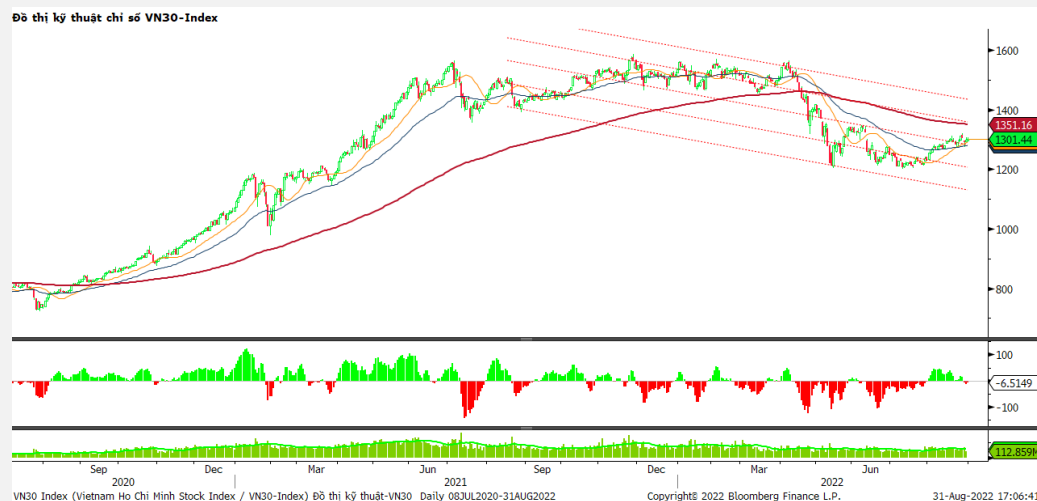 Đồ thị kỹ thuật chỉ số VN30-Index
1600
1400
1351.16
1301.44
1200
1000
800
100
-6.5149
-100
112.859M
Sep Dec Mar Jun Sep Dec Mar Jun
2020 2021 2022
VN30 Index (Vietnam Ho Chi Minh Stock Index / VN30-Index) Đồ thị kỹ thuật-VN30 Daily 08JUL2020-31AUG2022 Copyright© 2022 Bloomberg Finance L.P. 31-Aug-2022 17:06:41